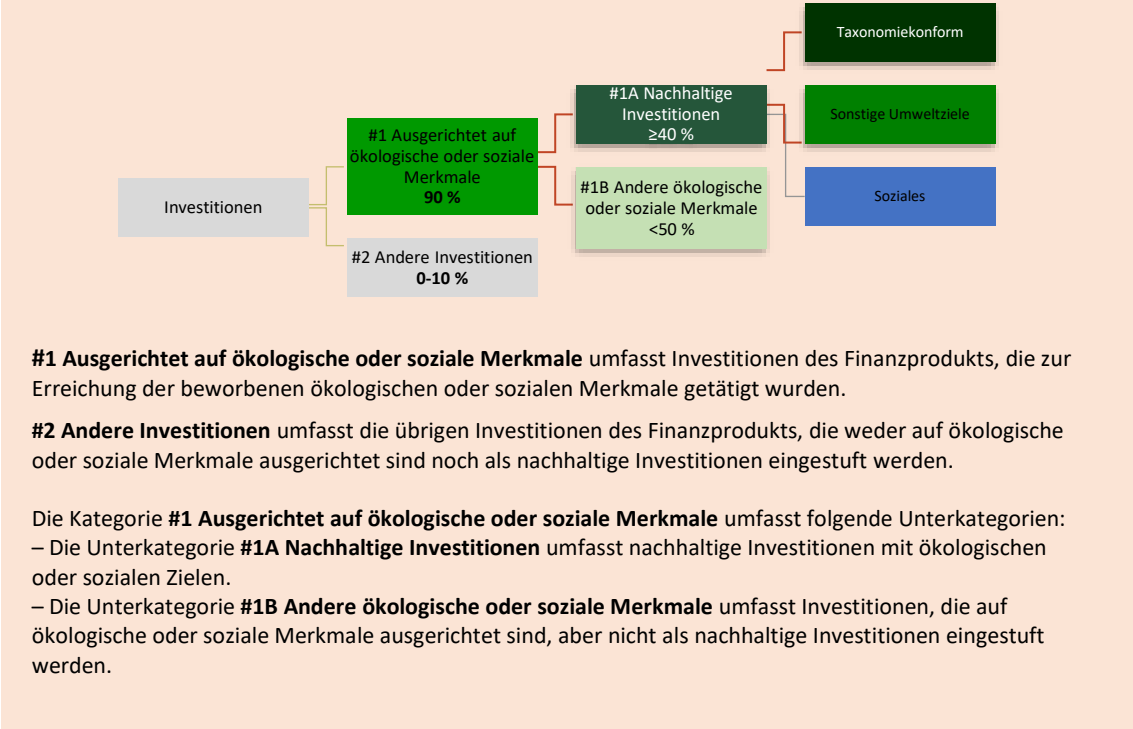 Taxonomiekonform
#1A Nachhaltige
Investitionen
≥40 %
Sonstige Umweltziele
#1 Ausgerichtet auf
ökologische oder soziale
Merkmale
90 %
#1B Andere ökologische
oder soziale Merkmale
<50 %
Soziales
Investitionen
#2 Andere Investitionen
0-10 %
#1 Ausgerichtet auf ökologische oder soziale Merkmale umfasst Investitionen des Finanzprodukts, die zur
Erreichung der beworbenen ökologischen oder sozialen Merkmale getätigt wurden.
#2 Andere Investitionen umfasst die übrigen Investitionen des Finanzprodukts, die weder auf ökologische
oder soziale Merkmale ausgerichtet sind noch als nachhaltige Investitionen eingestuft werden.
Die Kategorie #1 Ausgerichtet auf ökologische oder soziale Merkmale umfasst folgende Unterkategorien:
– Die Unterkategorie #1A Nachhaltige Investitionen umfasst nachhaltige Investitionen mit ökologischen
oder sozialen Zielen.
– Die Unterkategorie #1B Andere ökologische oder soziale Merkmale umfasst Investitionen, die auf
ökologische oder soziale Merkmale ausgerichtet sind, aber nicht als nachhaltige Investitionen eingestuft
werden.